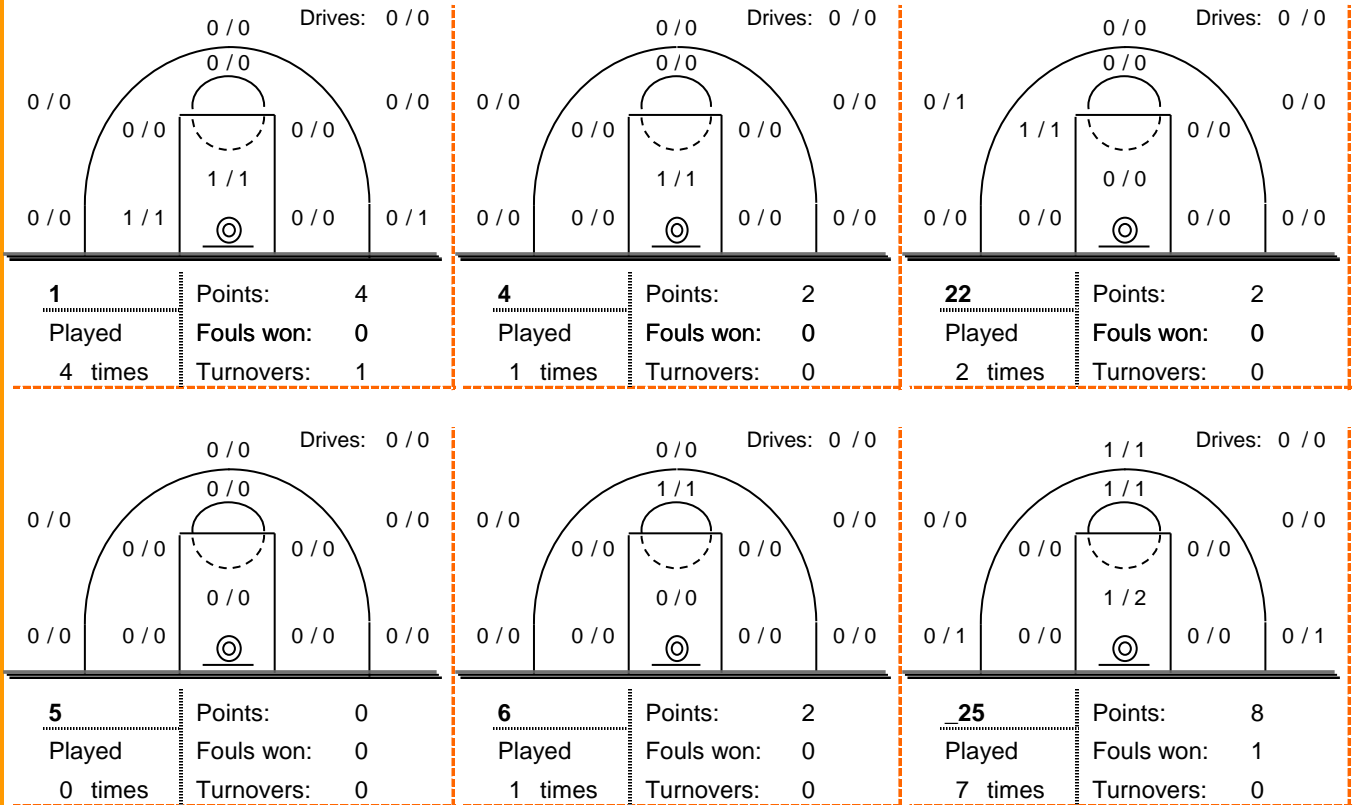 Drives: 0 / 0
0 / 0
0 / 0
0 / 0 0 / 0
0 / 0 0 / 0
1 / 1
0 / 0 1 / 1 0 / 0 0 / 1
1 Points: 4
Played Fouls won: 0
4 times Turnovers: 1
Drives: 0 / 0
0 / 0
0 / 0
0 / 0 0 / 0
0 / 0 0 / 0
1 / 1
0 / 0 0 / 0 0 / 0 0 / 0
4 Points: 2
Played Fouls won: 0
1 times Turnovers: 0
Drives: 0 / 0
0 / 0
0 / 0
0 / 1 0 / 0
1 / 1 0 / 0
0 / 0
0 / 0 0 / 0 0 / 0 0 / 0
22 Points: 2
Played Fouls won: 0
2 times Turnovers: 0
Drives: 0 / 0
0 / 0
0 / 0
0 / 0 0 / 0
0 / 0 0 / 0
0 / 0
0 / 0 0 / 0 0 / 0 0 / 0
5 Points: 0
Played Fouls won: 0
0 times Turnovers: 0
Drives: 0 / 0
0 / 0
1 / 1
0 / 0 0 / 0
0 / 0 0 / 0
0 / 0
0 / 0 0 / 0 0 / 0 0 / 0
6 Points: 2
Played Fouls won: 0
1 times Turnovers: 0
Drives: 0 / 0
1 / 1
1 / 1
0 / 0 0 / 0
0 / 0 0 / 0
1 / 2
0 / 1 0 / 0 0 / 0 0 / 1
_25 Points: 8
Played Fouls won: 1
7 times Turnovers: 0